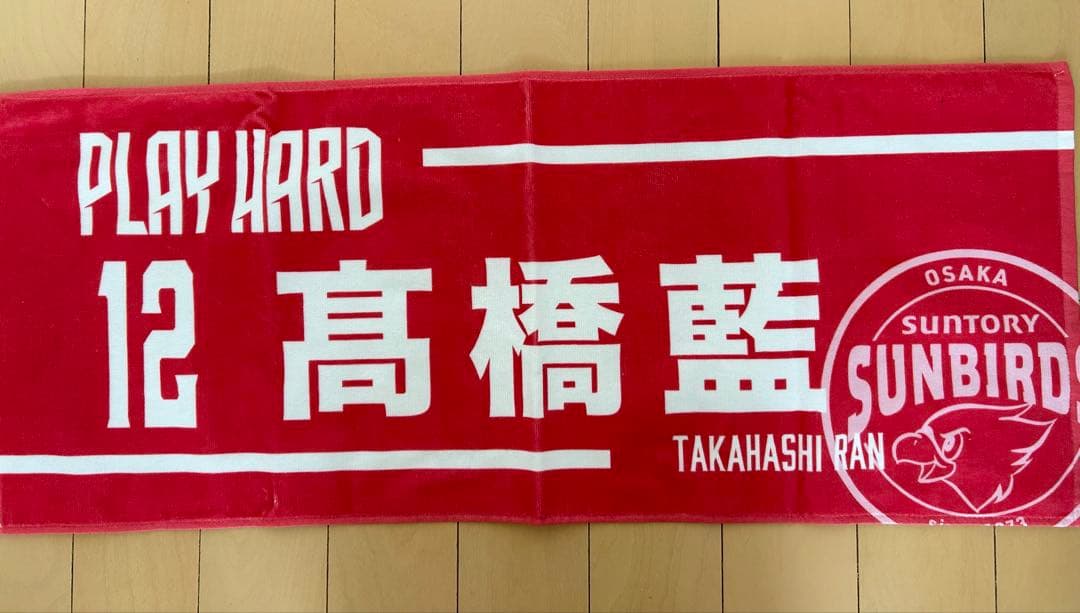 PLAY HARD
12 髙橋藍
TAKAHASHI RAN
OSAKA
SUNTORY
SUNBIRDS